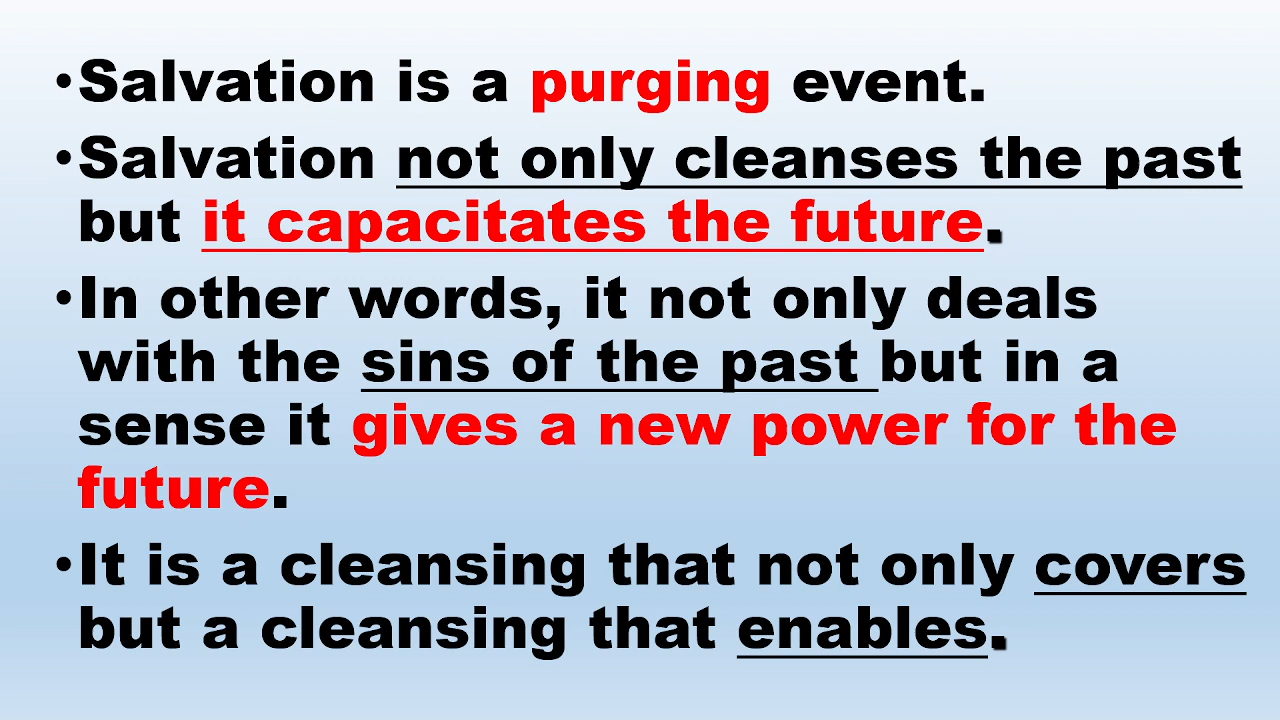 •Salvation is a purging event.
•Salvation not only cleanses the past
but it capacitates the future.
•In other words, it not only deals
with the sins of the past but in a
sense it gives a new power for the
future.
•It is a cleansing that not only covers
but a cleansing that enables.